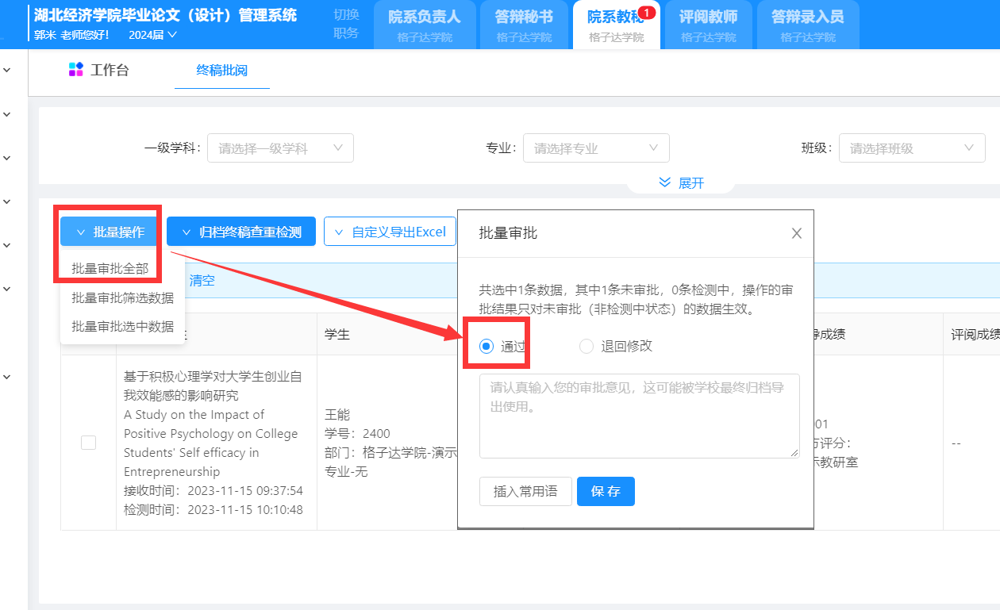 湖北经济学院毕业论文（设计）管理系统
郭米 老师您好! 2024届
切换
职务
院系负责人
格子达学院
答辩秘书
格子达学院
院系教秘 1
格子达学院
评阅教师
格子达学院
答辩录入员
格子达学院
工作台
终稿批阅
一级学科: 请选择一级学科
专业: 请选择专业
班级: 请选择班级
展开
批量操作
归档终稿查重检测
自定义导出Excel
批量审批全部
批量审批筛选数据
批量审批选中数据
清空
学生
导成绩
评阅成绩
基于积极心理学对大学生创业自
我效能感的影响研究
A Study on the Impact of
Positive Psychology on College
Students' Self efficacy in
Entrepreneurship
接收时间: 2023-11-15 09:37:54
检测时间: 2023-11-15 10:10:48
王能
学号: 2400
部门: 格子达学院-演示
专业-无
批量审批
共选中1条数据，其中1条未审批，0条检测中，操作的审
批结果只对未审批（非检测中状态）的数据生效。
通过
退回修改
请认真输入您的审批意见，这可能被学校最终归档导
出使用。
插入常用语
保存
01
评分:
示教研室
--